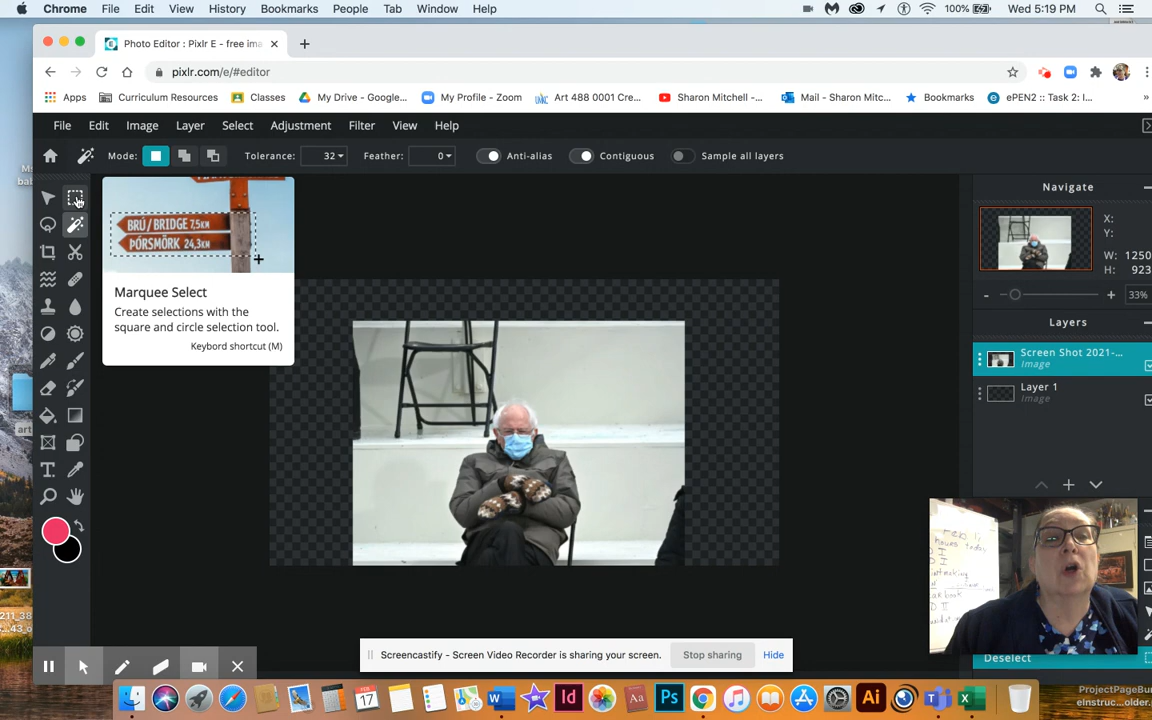 Chrome File Edit View History Bookmarks People Tab Window Help 100% Wed 5:19 PM
Photo Editor : Pixlr E - free ima
pixlr.com/e/#editor
Apps Curriculum Resources Classes My Drive - Google... My Profile - Zoom Art 488 0001 Cre... Sharon Mitchell -... Mail - Sharon Mitc... Bookmarks ePEN2 :: Task 2: I... »
File Edit Image Layer Select Adjustment Filter View Help
Mode: Tolerance: 32 Feather: 0 Anti-alias Contiguous Sample all layers
BRÚ/BRIDGE 7,5KM
ÞÓRSMÖRK 24,3KM
Marquee Select
Create selections with the
square and circle selection tool.
Keybord shortcut (M)
Navigate
X:
Y:
W: 1250
H: 923
33%
Layers
Screen Shot 2021-...
Image
Layer 1
Image
art
hours today
Deselect
Screencastify - Screen Video Recorder is sharing your screen. Stop sharing Hide
17
ProjectPageBur